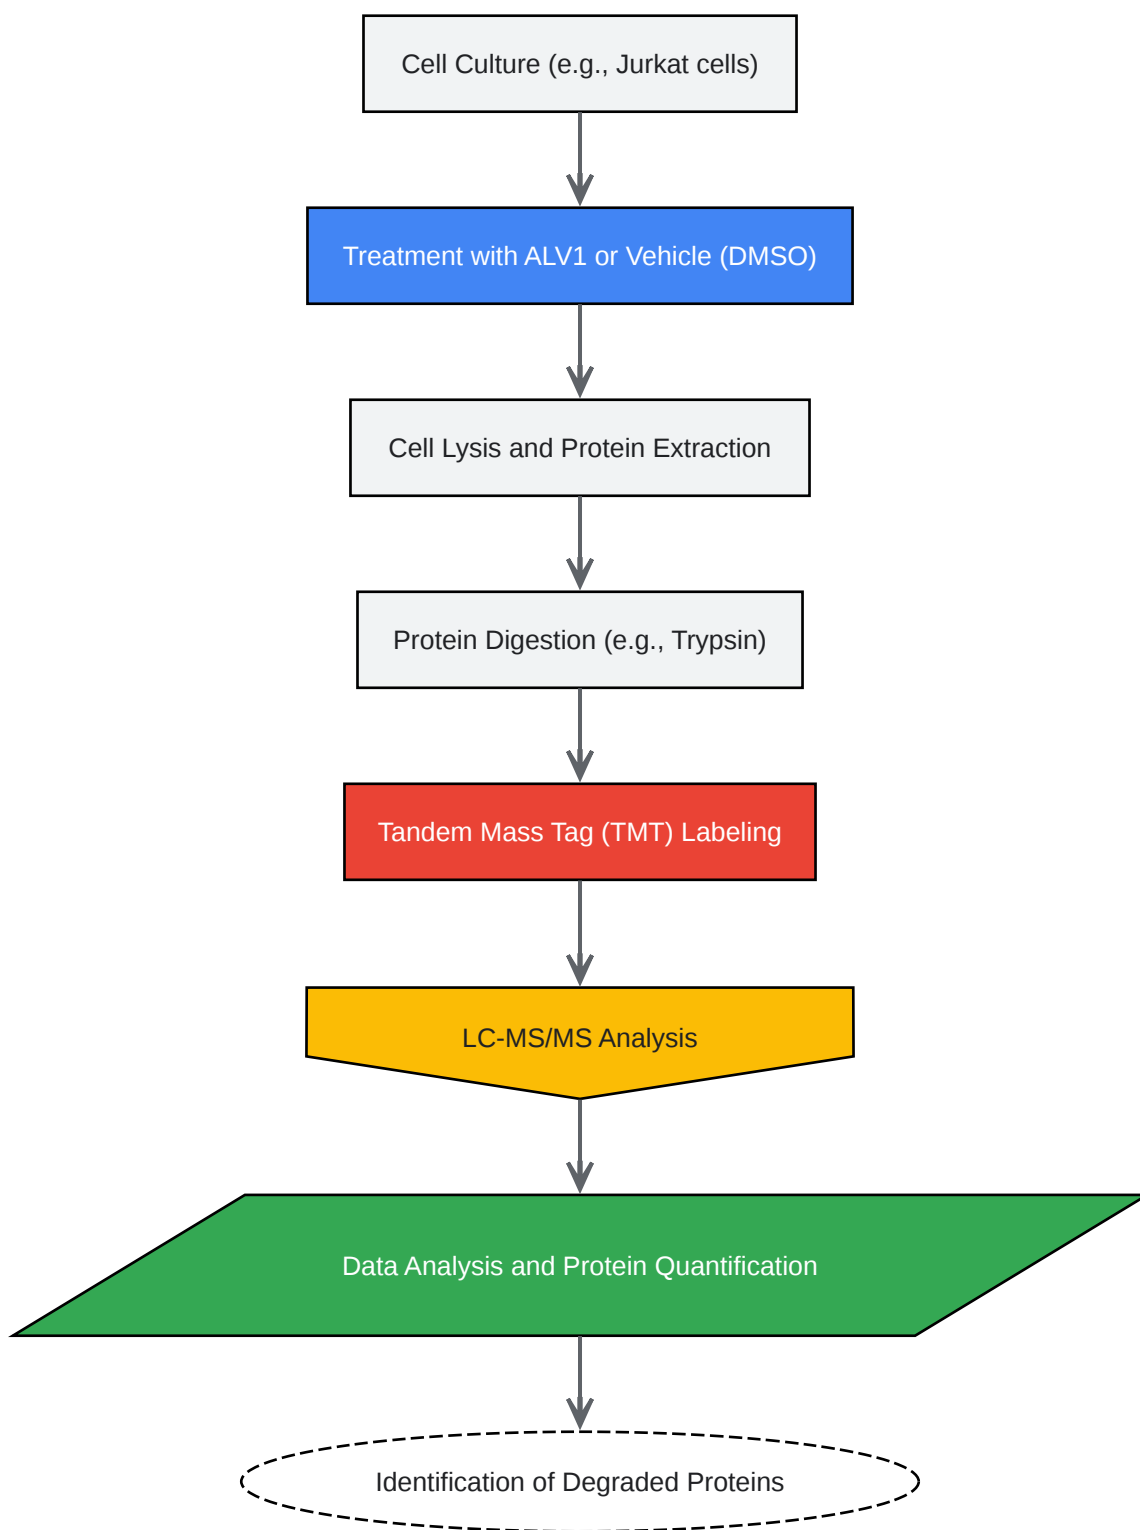 Cell Culture (e.g., Jurkat cells)
Treatment with ALV1 or Vehicle (DMSO)
Cell Lysis and Protein Extraction
Protein Digestion (e.g., Trypsin)
Tandem Mass Tag (TMT) Labeling
LC-MS/MS Analysis
Data Analysis and Protein Quantification
Identification of Degraded Proteins